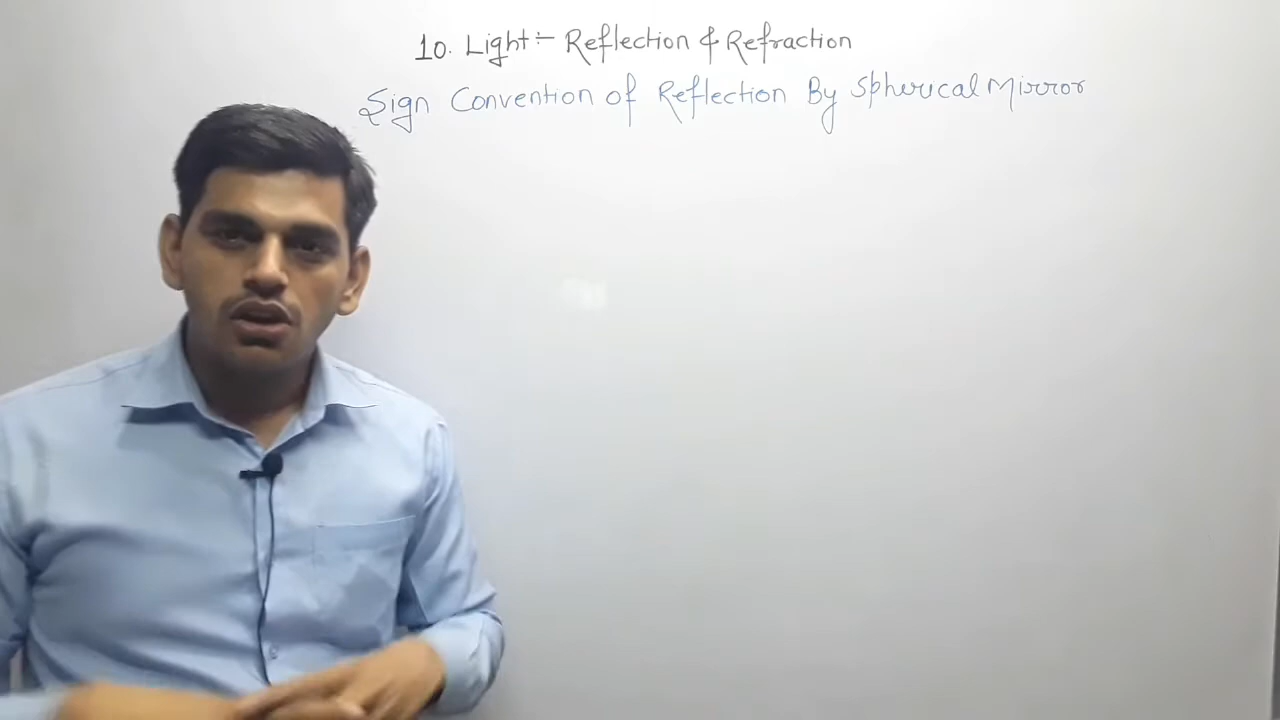 10. Light :- Reflection & Refraction
Sign Convention of Reflection By Spherical Mirror